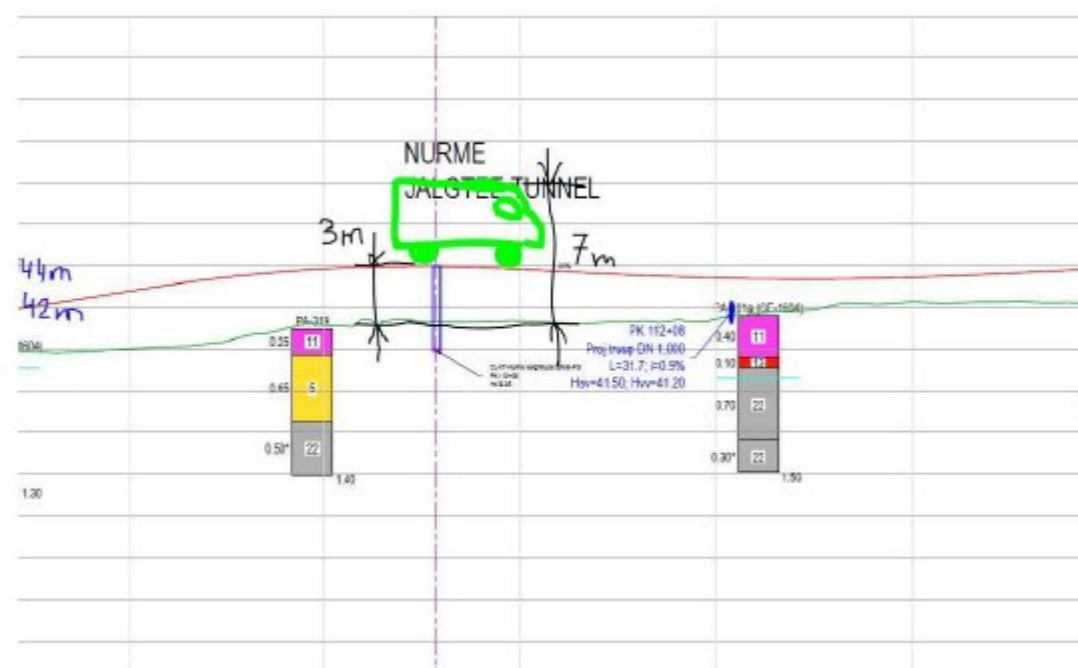 NURME
JALGTEE TUNNEL
3m
7m
44m
42m
1604)
PA-319
0.25
11
0.65
5
0.50*
22
1.40
1.30
PK 112+08
Proj truup DN 1,000
L=31.7; i=0.9%
Hsv=41.50; Hvv=41.20
0.40
11
0.10
0.70
22
0.30*
22
1.50